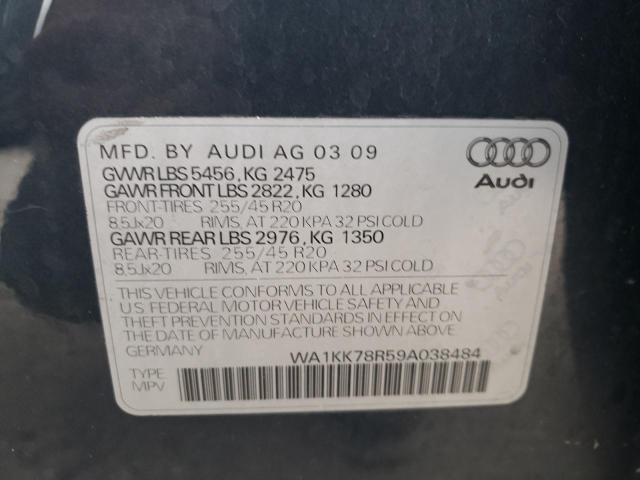 MFD. BY AUDI AG 03 09
GVWR LBS 5456, KG 2475
GAWR FRONT LBS 2822, KG 1280
FRONT-TIRES 255/45 R20
8.5Jx20 RIMS, AT 220 KPA 32 PSI COLD
GAWR REAR LBS 2976, KG 1350
REAR-TIRES 255/45 R20
8.5Jx20 RIMS, AT 220 KPA 32 PSI COLD
Audi
THIS VEHICLE CONFORMS TO ALL APPLICABLE
U.S. FEDERAL MOTOR VEHICLE SAFETY AND
THEFT PREVENTION STANDARDS IN EFFECT ON
THE DATE OF MANUFACTURE SHOWN ABOVE
GERMANY WA1KK78R59A038484
TYPE
MPV